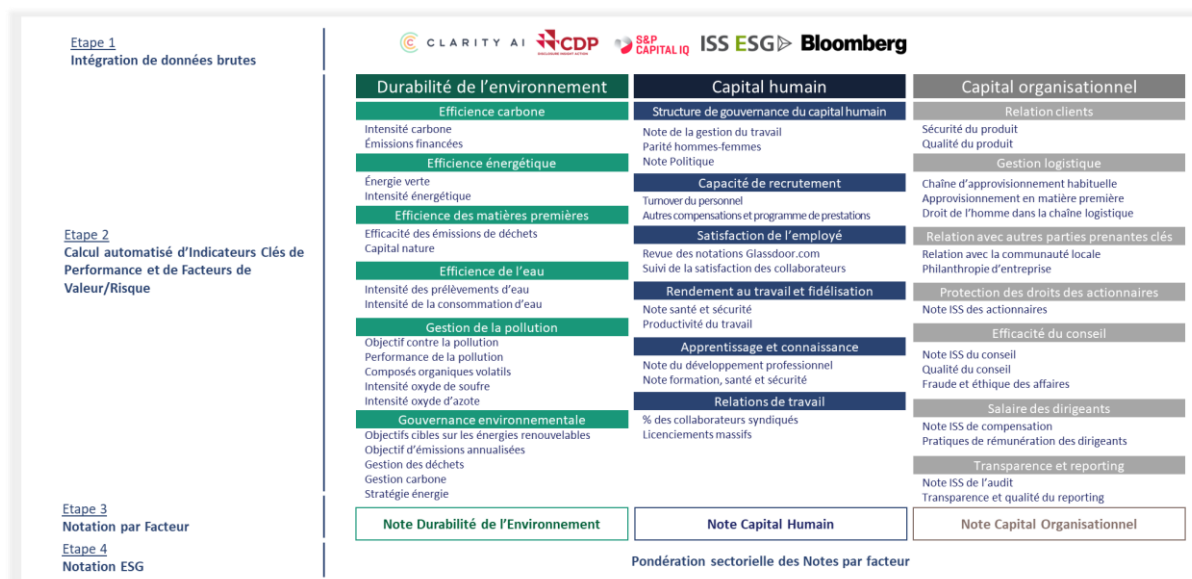 Etape 1
Intégration de données brutes
CLARITY AI
CDP
DISCLOSURE INSIGHT ACTION
S&P
CAPITAL IQ
ISS ESG
Bloomberg
Etape 2
Calcul automatisé d'Indicateurs Clés de
Performance et de Facteurs de
Valeur/Risque
Durabilité de l'environnement
Efficience carbone
Intensité carbone
Émissions financées
Efficience énergétique
Énergie verte
Intensité énergétique
Efficience des matières premières
Efficacité des émissions de déchets
Capital nature
Efficience de l'eau
Intensité des prélèvements d'eau
Intensité de la consommation d'eau
Gestion de la pollution
Objectif contre la pollution
Performance de la pollution
Composés organiques volatils
Intensité oxyde de soufre
Intensité oxyde d'azote
Gouvernance environnementale
Objectifs cibles sur les énergies renouvelables
Objectif d'émissions annualisées
Gestion des déchets
Gestion carbone
Stratégie énergie
Capital humain
Structure de gouvernance du capital humain
Note de la gestion du travail
Parité hommes-femmes
Note Politique
Capacité de recrutement
Turnover du personnel
Autres compensations et programme de prestations
Satisfaction de l'employé
Revue des notations Glassdoor.com
Suivi de la satisfaction des collaborateurs
Rendement au travail et fidélisation
Note santé et sécurité
Productivité du travail
Apprentissage et connaissance
Note du développement professionnel
Note formation, santé et sécurité
Relations de travail
% des collaborateurs syndiqués
Licenciements massifs
Capital organisationnel
Relation clients
Sécurité du produit
Qualité du produit
Gestion logistique
Chaîne d'approvisionnement habituelle
Approvisionnement en matière première
Droit de l'homme dans la chaîne logistique
Relation avec autres parties prenantes clés
Relation avec la communauté locale
Philanthropie d'entreprise
Protection des droits des actionnaires
Note ISS des actionnaires
Efficacité du conseil
Note ISS du conseil
Qualité du conseil
Fraude et éthique des affaires
Salaire des dirigeants
Note ISS de compensation
Pratiques de rémunération des dirigeants
Transparence et reporting
Note ISS de l'audit
Transparence et qualité du reporting
Etape 3
Notation par Facteur
Note Durabilité de l'Environnement
Note Capital Humain
Note Capital Organisationnel
Etape 4
Notation ESG
Pondération sectorielle des Notes par facteur